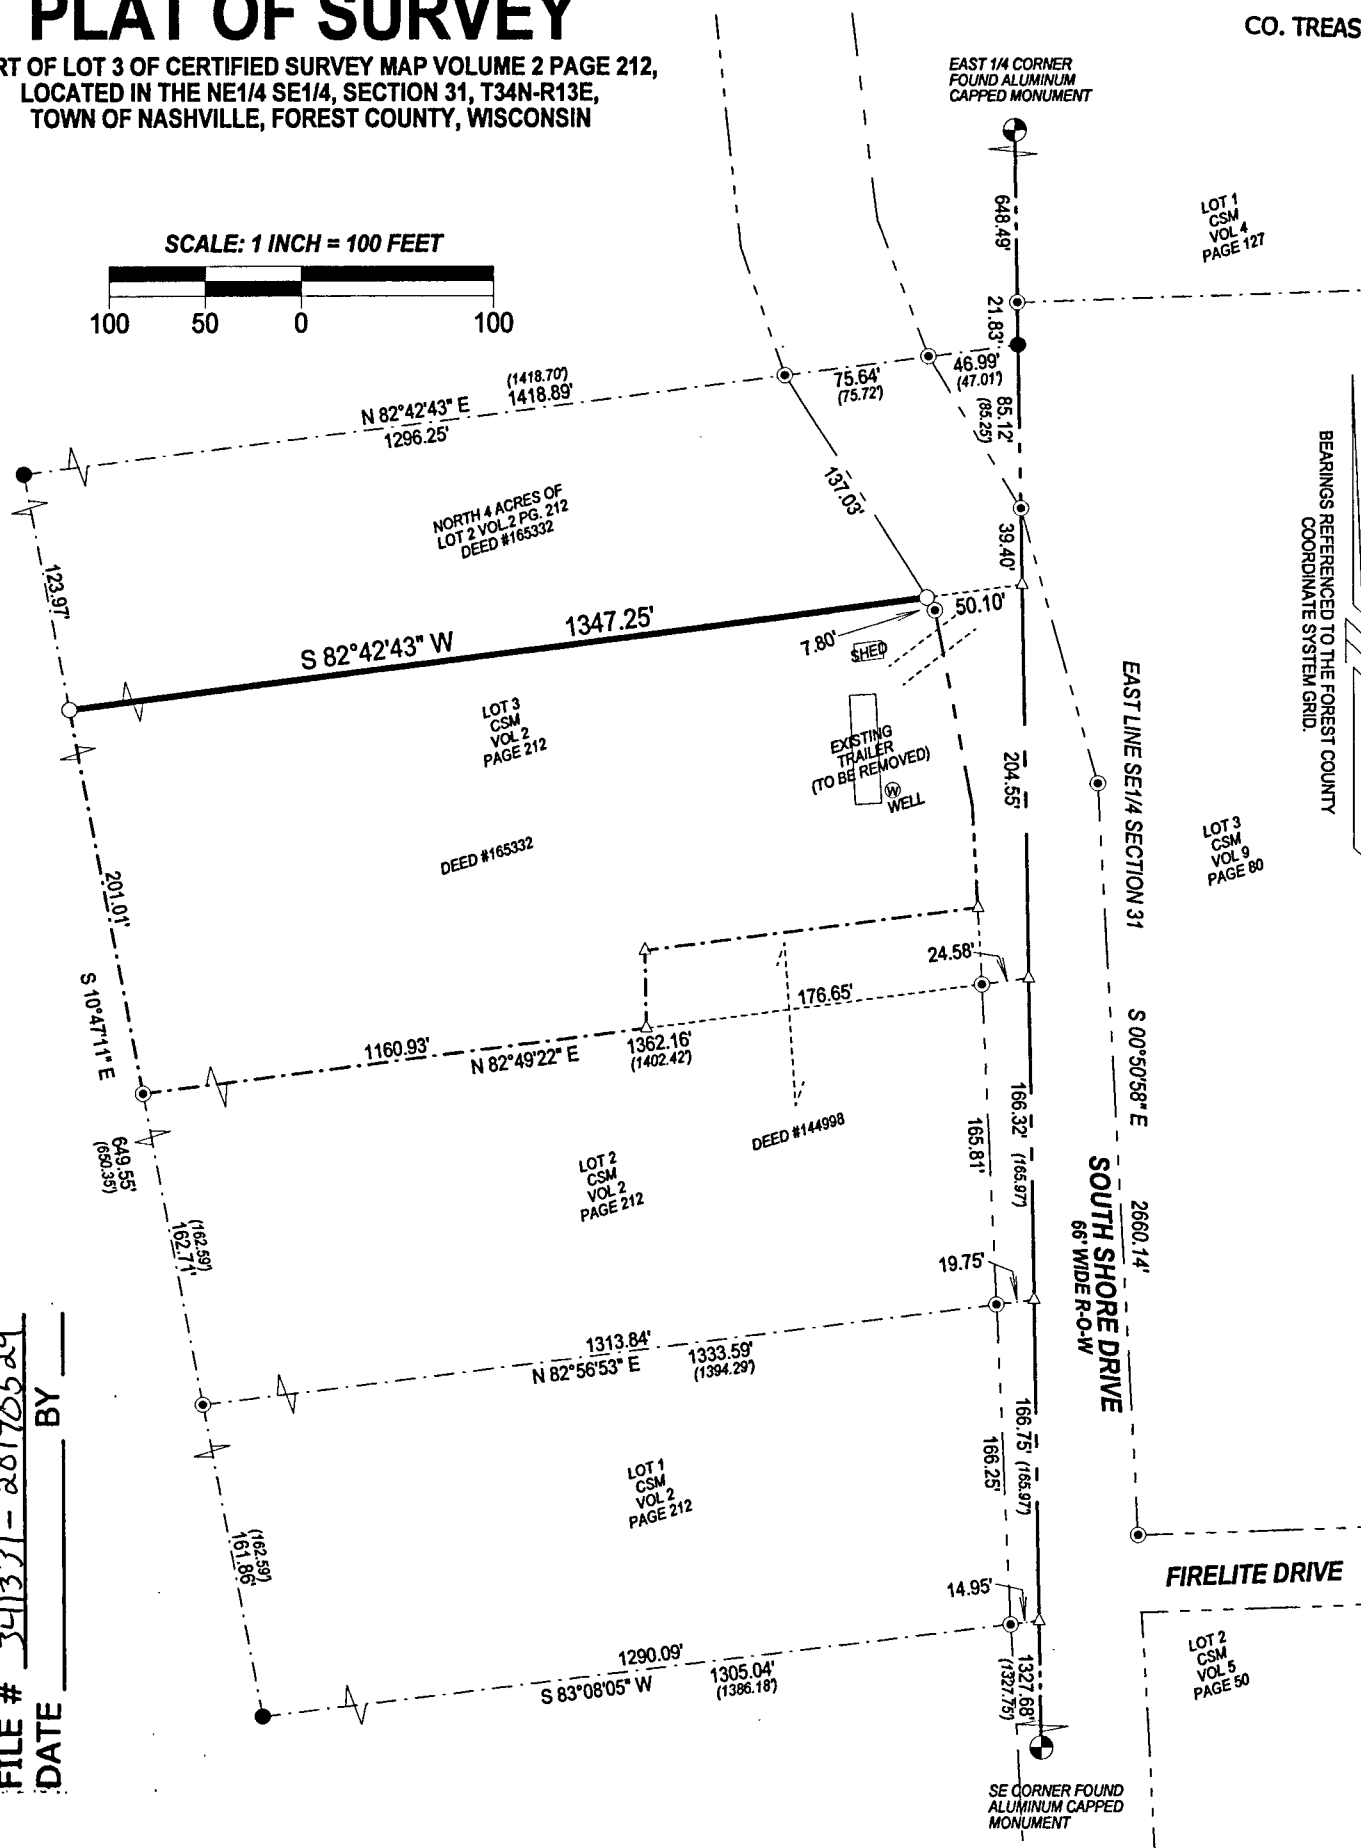 PLAT OF SURVEY
RT OF LOT 3 OF CERTIFIED SURVEY MAP VOLUME 2 PAGE 212,
LOCATED IN THE NE1/4 SE1/4, SECTION 31, T34N-R13E,
TOWN OF NASHVILLE, FOREST COUNTY, WISCONSIN
CO. TREAS
EAST 1/4 CORNER
FOUND ALUMINUM
CAPPED MONUMENT
SCALE: 1 INCH = 100 FEET
100 50 0 100
648.49'
LOT 1
CSM
VOL 4
PAGE 127
21.83'
(1418.70')
N 82°42'43" E 1418.89'
1296.25'
75.64'
(75.72')
46.99'
(47.01')
85.12'
(85.25')
137.03'
39.40'
NORTH 4 ACRES OF
LOT 2 VOL.2 PG. 212
DEED #165332
BEARINGS REFERENCED TO THE FOREST COUNTY
COORDINATE SYSTEM GRID.
123.97'
S 82°42'43" W 1347.25'
50.10'
7.80'
SHED
LOT 3
CSM
VOL 2
PAGE 212
EXISTING
TRAILER
(TO BE REMOVED)
W
WELL
204.55'
EAST LINE SE1/4 SECTION 31
S 00°50'58" E
2660.14'
LOT 3
CSM
VOL 9
PAGE 80
DEED #165332
201.01'
S 10°47'11" E
24.58'
176.65'
1160.93'
N 82°49'22" E
1362.16'
(1402.42')
DEED #144998
649.55'
(650.35')
165.81'
166.32' (165.97')
LOT 2
CSM
VOL 2
PAGE 212
(162.59')
162.71'
SOUTH SHORE DRIVE
66' WIDE R-O-W
19.75'
1313.84'
N 82°56'53" E
1333.59'
(1394.29')
166.75' (165.97')
166.25'
LOT 1
CSM
VOL 2
PAGE 212
(162.59')
161.86'
FIRELITE DRIVE
14.95'
1290.09'
S 83°08'05" W
1305.04'
(1386.18')
1327.68'
(1327.75')
LOT 2
CSM
VOL 5
PAGE 50
SE CORNER FOUND
ALUMINUM CAPPED
MONUMENT
FILE #
DATE BY